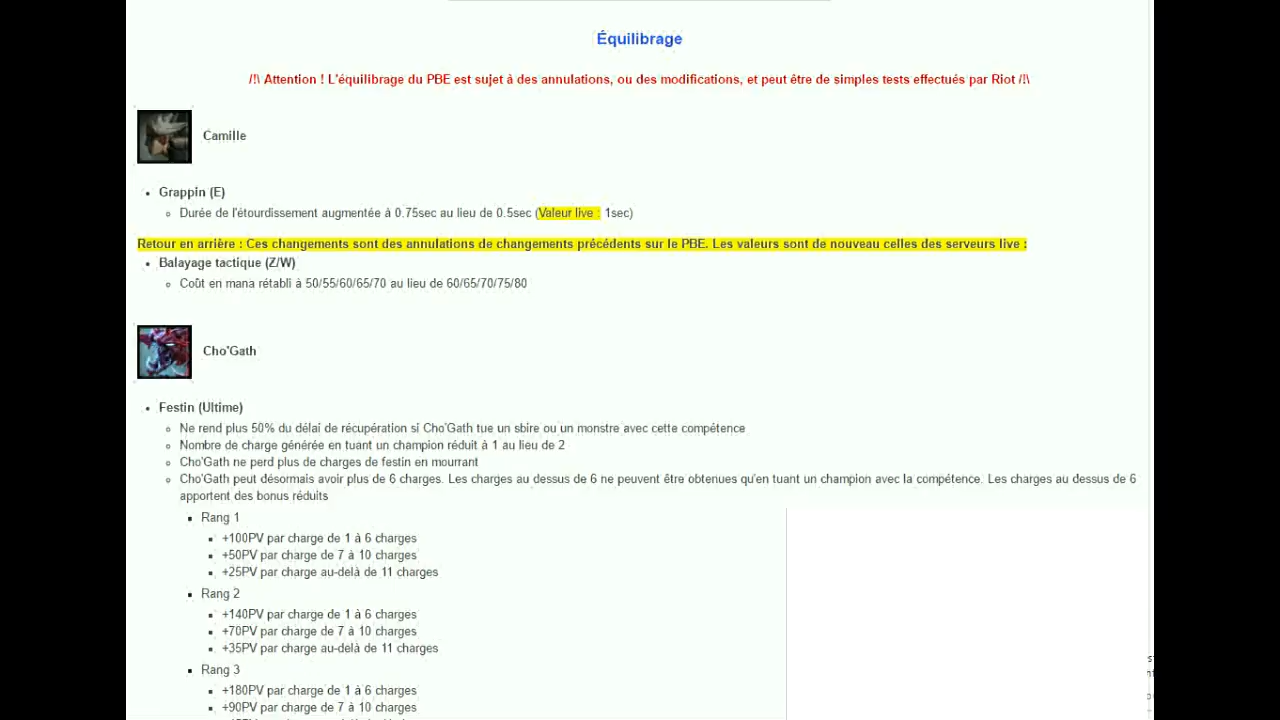 Équilibrage
/!\ Attention ! L'équilibrage du PBE est sujet à des annulations, ou des modifications, et peut être de simples tests effectués par Riot /!\
Camille
Grappin (E)
Durée de l'étourdissement augmentée à 0.75sec au lieu de 0.5sec (Valeur live : 1sec)
Retour en arrière : Ces changements sont des annulations de changements précédents sur le PBE. Les valeurs sont de nouveau celles des serveurs live :
Balayage tactique (Z/W)
Coût en mana rétabli à 50/55/60/65/70 au lieu de 60/65/70/75/80
Cho'Gath
Festin (Ultime)
Ne rend plus 50% du délai de récupération si Cho'Gath tue un sbire ou un monstre avec cette compétence
Nombre de charge générée en tuant un champion réduit à 1 au lieu de 2
Cho'Gath ne perd plus de charges de festin en mourrant
Cho'Gath peut désormais avoir plus de 6 charges. Les charges au dessus de 6 ne peuvent être obtenues qu'en tuant un champion avec la compétence. Les charges au dessus de 6
apportent des bonus réduits
Rang 1
+100PV par charge de 1 à 6 charges
+50PV par charge de 7 à 10 charges
+25PV par charge au-delà de 11 charges
Rang 2
+140PV par charge de 1 à 6 charges
+70PV par charge de 7 à 10 charges
+35PV par charge au-delà de 11 charges
Rang 3
+180PV par charge de 1 à 6 charges
+90PV par charge de 7 à 10 charges